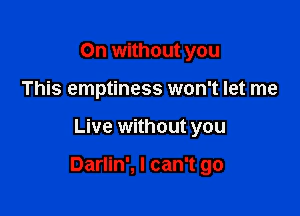 On without you
This emptiness won't let me
Live without you
Darlin', I can't go